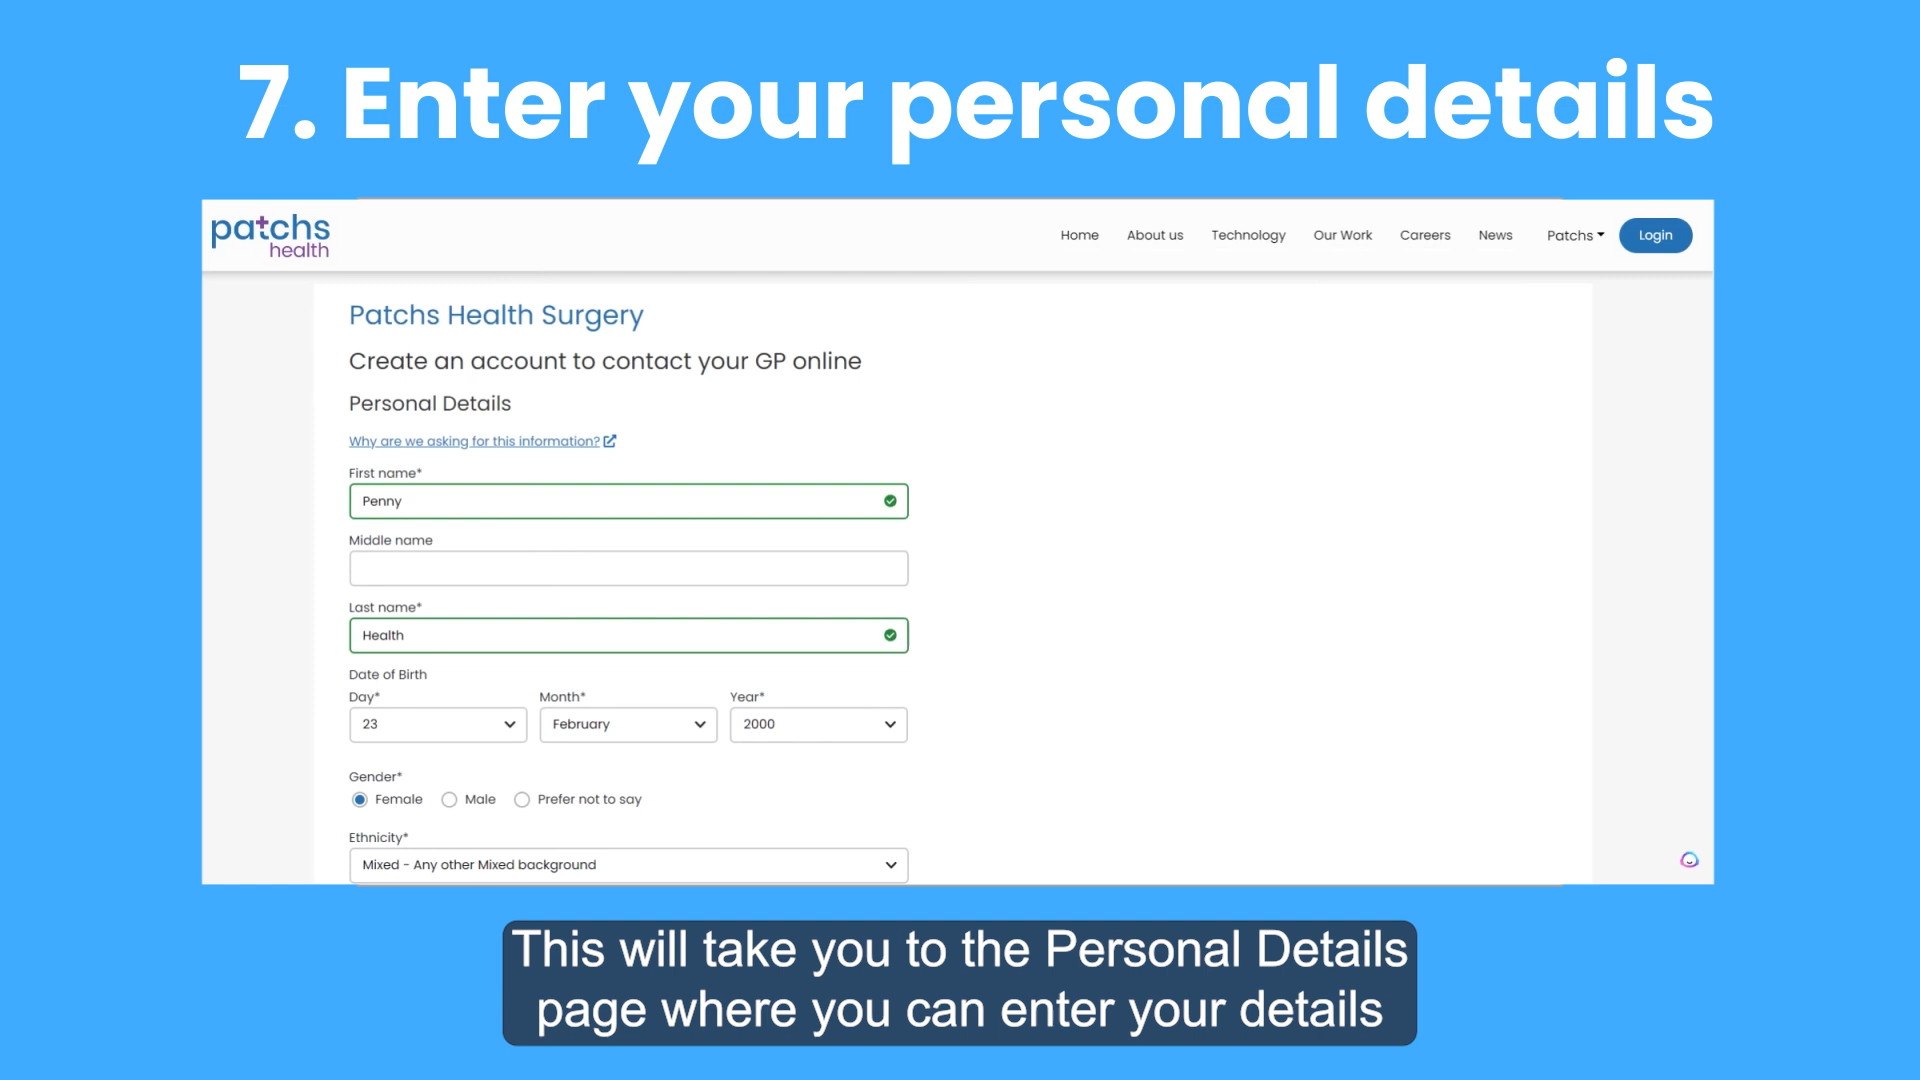 7. Enter your personal details
patchs
health
Home About us Technology Our Work Careers News Patchs Login
Patchs Health Surgery
Create an account to contact your GP online
Personal Details
Why are we asking for this information?
First name*
Penny
Middle name
Last name*
Health
Date of Birth
Day* Month* Year*
23 February 2000
Gender*
Female Male Prefer not to say
Ethnicity*
Mixed - Any other Mixed background
This will take you to the Personal Details
page where you can enter your details